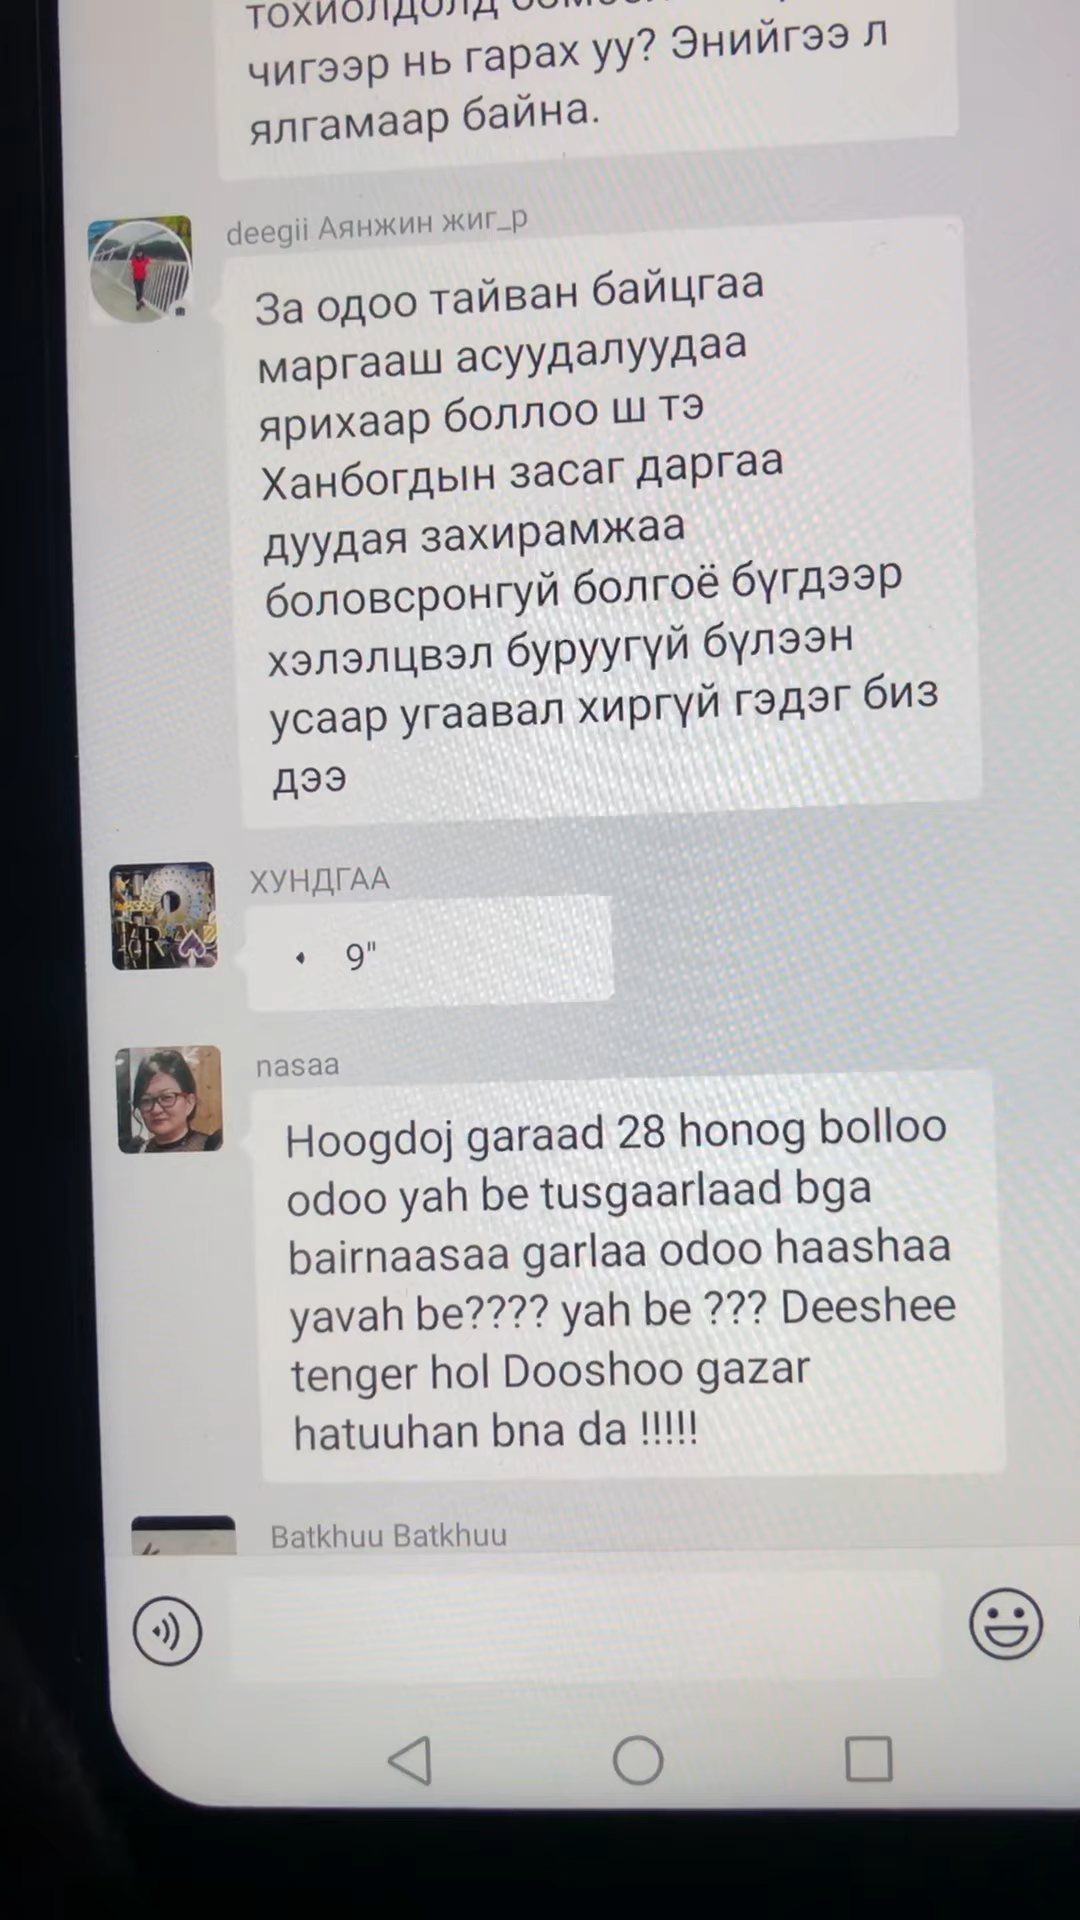 тохиолдолд
чигээр нь гарах уу? Энийгээ л
ялгамаар байна.
deegii Аянжин жиг_р
За одоо тайван байцгаа
маргааш асуудалуудаа
ярихаар боллоо ш тэ
Ханбогдын засаг даргаа
дуудая захирамжаа
боловсронгуй болгоё бүгдээр
хэлэлцвэл буруугүй бүлээн
усаар угаавал хиргүй гэдэг биз
дээ
ХУНДГАА
9"
nasaa
Hoogdoj garaad 28 honog bolloo
odoo yah be tusgaarlaad bga
bairnaasaa garlaa odoo haashaa
yavah be???? yah be ??? Deeshee
tenger hol Dooshoo gazar
hatuuhan bna da !!!!!
Batkhuu Batkhuu